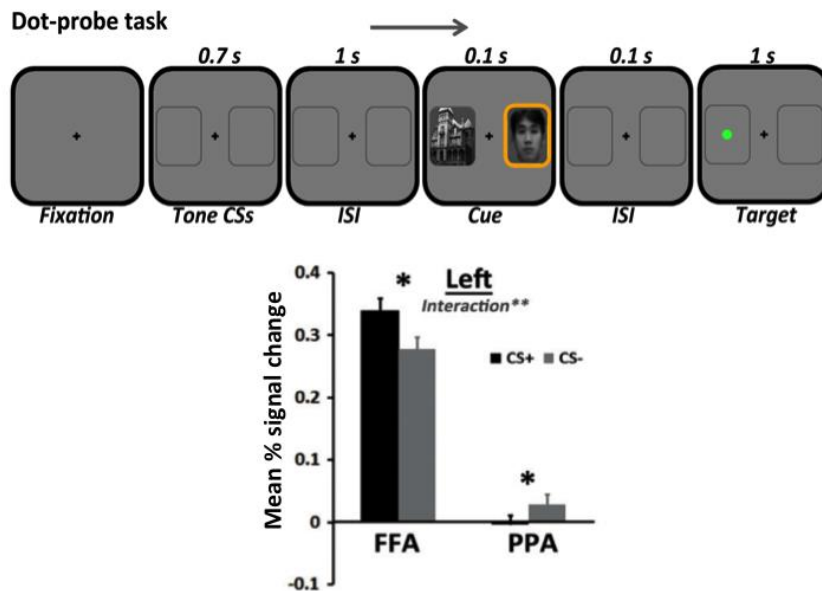 Dot-probe task
0.7 s 1 s 0.1 s 0.1 s 1 s
Fixation Tone CSs ISI Cue ISI Target
Left
Interaction**
*
CS+ CS-
*
Mean % signal change
0.4
0.3
0.2
0.1
0
-0.1
FFA PPA